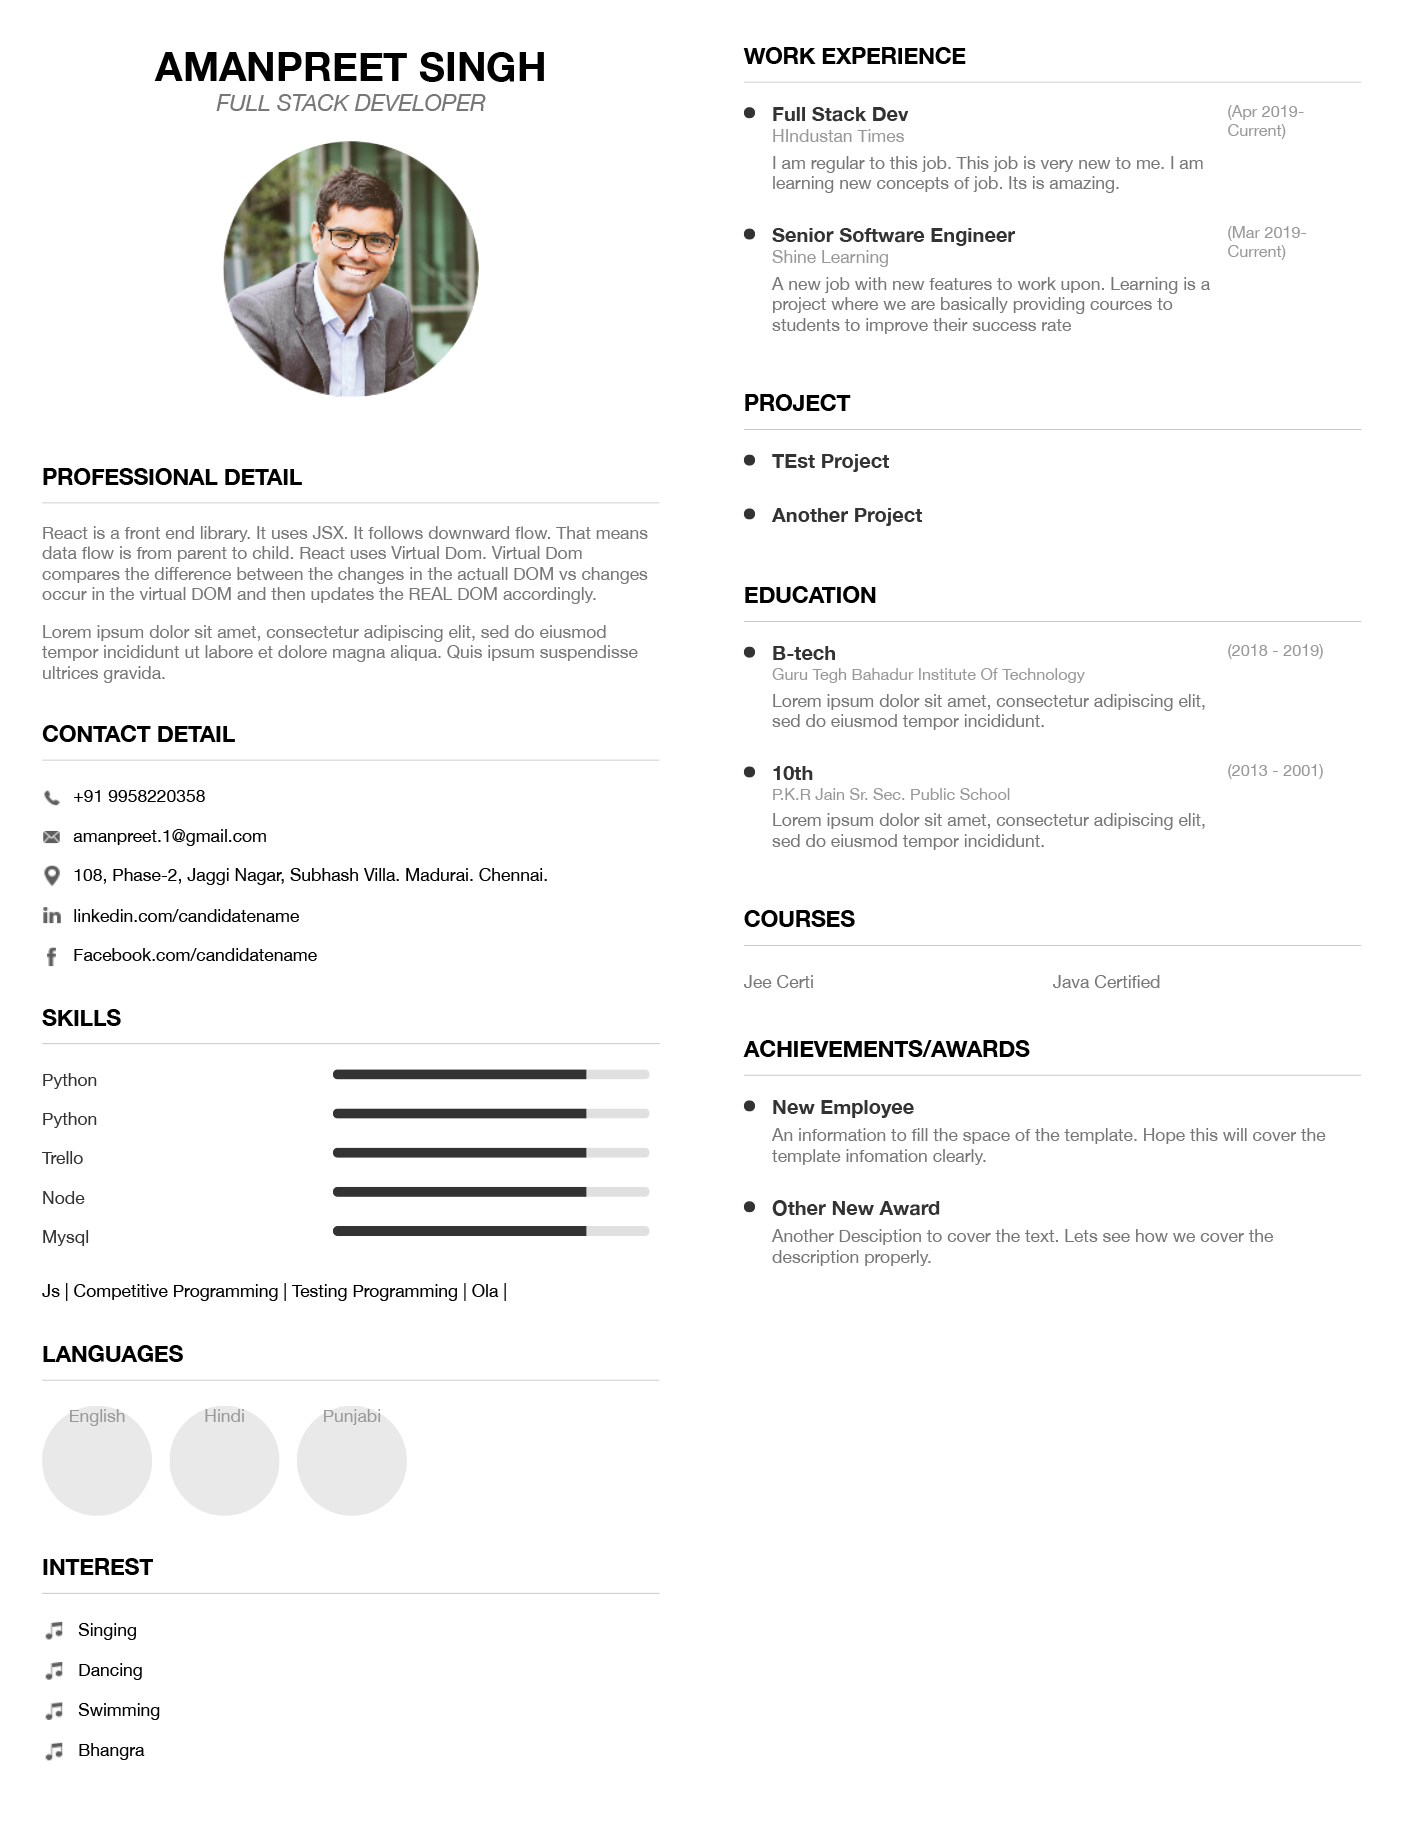 AMANPREET SINGH
FULL STACK DEVELOPER
PROFESSIONAL DETAIL
React is a front end library. It uses JSX. It follows downward flow. That means
data flow is from parent to child. React uses Virtual Dom. Virtual Dom
compares the difference between the changes in the actuall DOM vs changes
occur in the virtual DOM and then updates the REAL DOM accordingly.
Lorem ipsum dolor sit amet, consectetur adipiscing elit, sed do eiusmod
tempor incididunt ut labore et dolore magna aliqua. Quis ipsum suspendisse
ultrices gravida.
CONTACT DETAIL
+91 9958220358
amanpreet.1@gmail.com
108, Phase-2, Jaggi Nagar, Subhash Villa. Madurai. Chennai.
linkedin.com/candidatename
Facebook.com/candidatename
SKILLS
Python
Python
Trello
Node
Mysql
Js | Competitive Programming | Testing Programming | Ola |
LANGUAGES
English Hindi Punjabi
INTEREST
Singing
Dancing
Swimming
Bhangra
WORK EXPERIENCE
Full Stack Dev (Apr 2019-
Current)
HIndustan Times
I am regular to this job. This job is very new to me. I am
learning new concepts of job. Its is amazing.
Senior Software Engineer (Mar 2019-
Current)
Shine Learning
A new job with new features to work upon. Learning is a
project where we are basically providing cources to
students to improve their success rate
PROJECT
TEst Project
Another Project
EDUCATION
B-tech (2018 - 2019)
Guru Tegh Bahadur Institute Of Technology
Lorem ipsum dolor sit amet, consectetur adipiscing elit,
sed do eiusmod tempor incididunt.
10th (2013 - 2001)
P.K.R Jain Sr. Sec. Public School
Lorem ipsum dolor sit amet, consectetur adipiscing elit,
sed do eiusmod tempor incididunt.
COURSES
Jee Certi Java Certified
ACHIEVEMENTS/AWARDS
New Employee
An information to fill the space of the template. Hope this will cover the
template infomation clearly.
Other New Award
Another Desciption to cover the text. Lets see how we cover the
description properly.